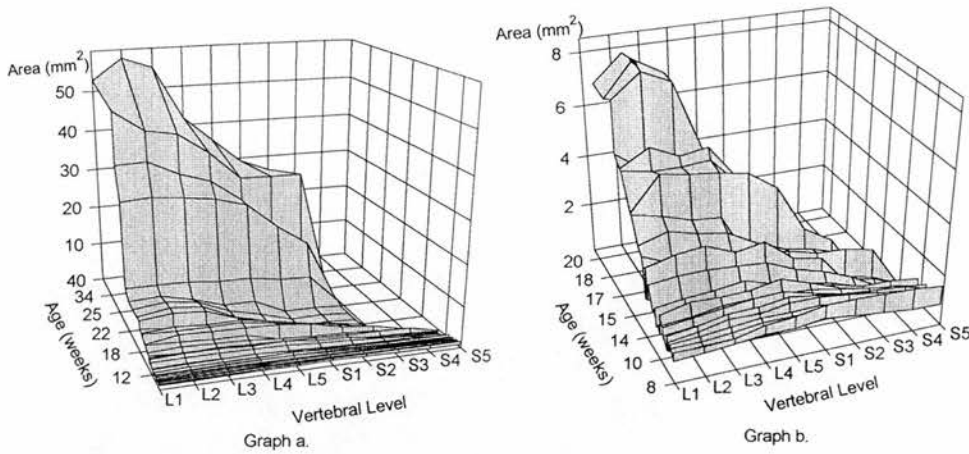 Area (mm²)
50
40
30
20
10
40
34
25
22
18
12
Age (weeks)
L1 L2 L3 L4 L5 S1 S2 S3 S4 S5
Vertebral Level
Graph a.
Area (mm²)
8
6
4
2
20
18
17
15
14
10
8
Age (weeks)
L1 L2 L3 L4 L5 S1 S2 S3 S4 S5
Vertebral Level
Graph b.